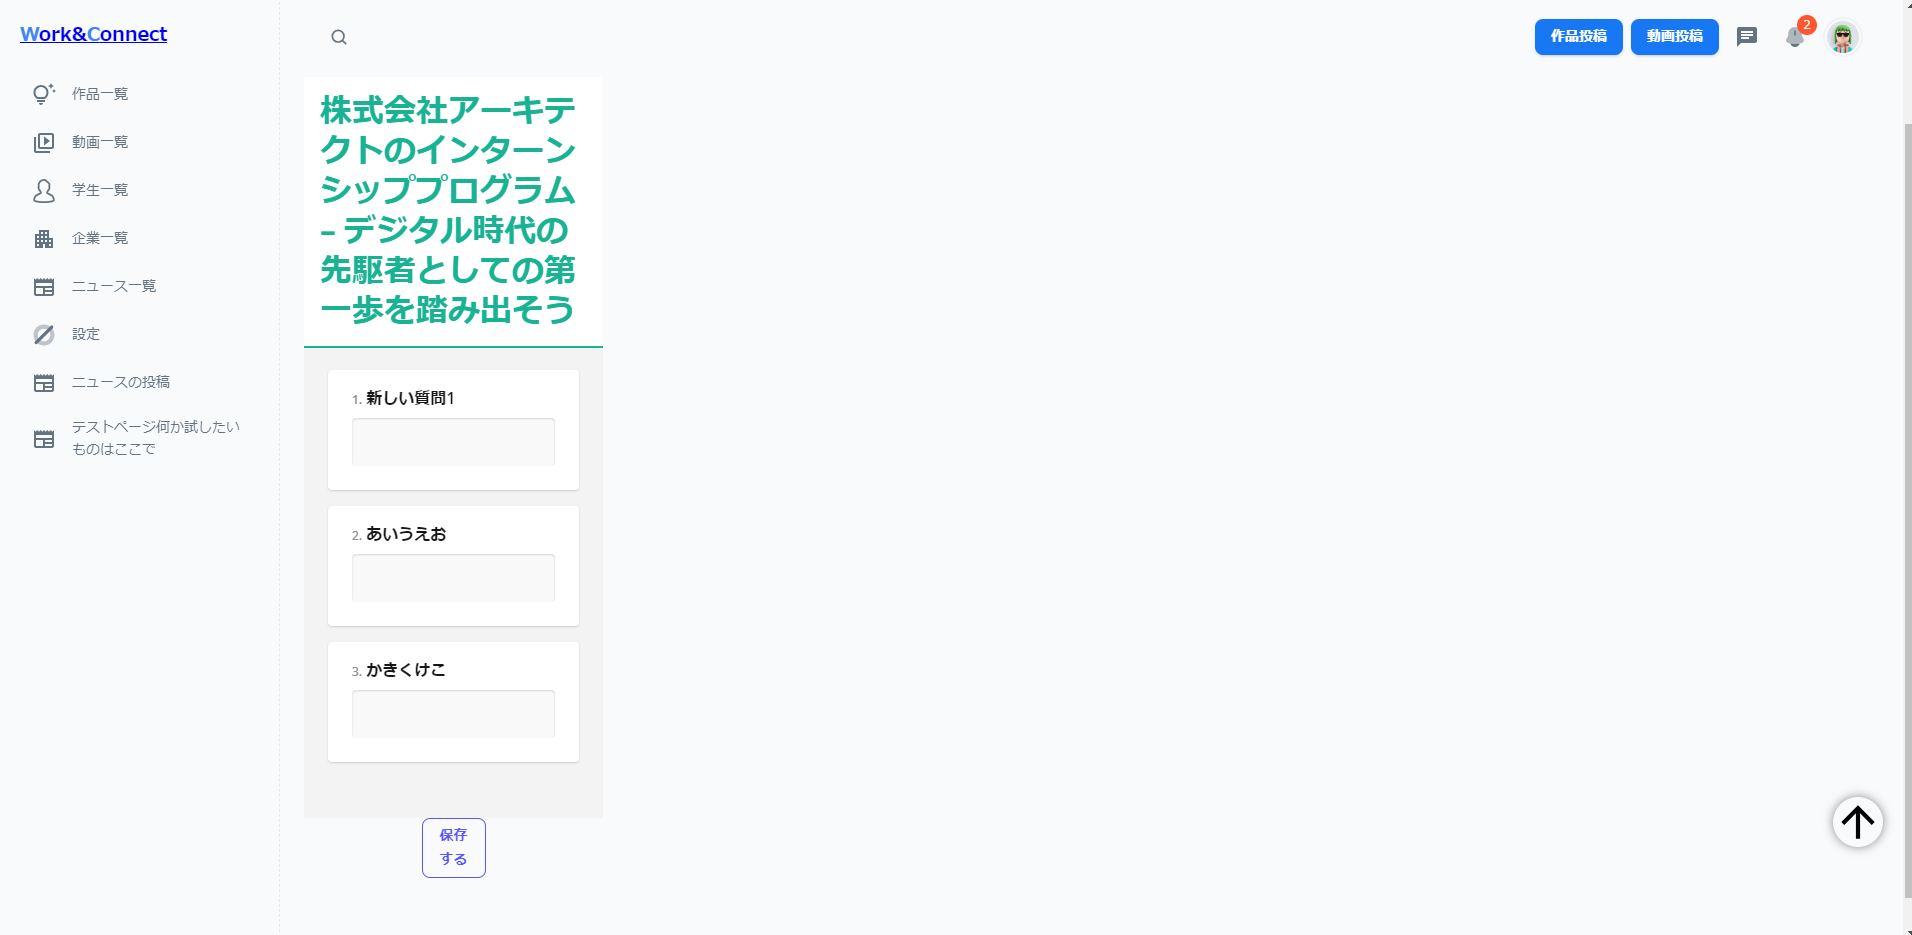 Work&Connect
作品一覧
動画一覧
学生一覧
企業一覧
ニュース一覧
設定
ニュースの投稿
テストページ何か試したい
ものはここで
作品投稿
動画投稿
2
株式会社アーキテ
クトのインターン
シッププログラム
– デジタル時代の
先駆者としての第
一歩を踏み出そう
1. 新しい質問1
2. あいうえお
3. かきくけこ
保存
する